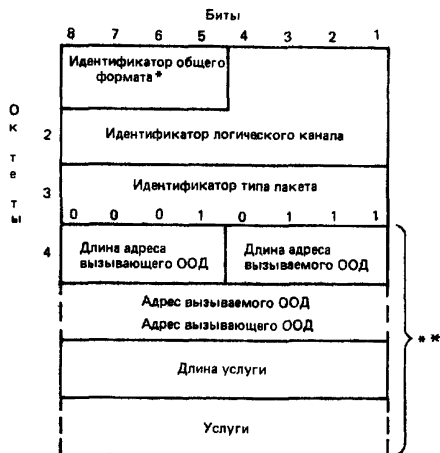 Биты
8 7 6 5 4 3 2 1
Идентификатор общего
формата*
Октеты
2
Идентификатор логического канала
3
Идентификатор типа пакета
0 0 0 1 0 1 1 1
4
Длина адреса
вызывающего ООД
Длина адреса
вызываемого ООД
Адрес вызываемого ООД
Адрес вызывающего ООД
Длина услуги
Услуги
**